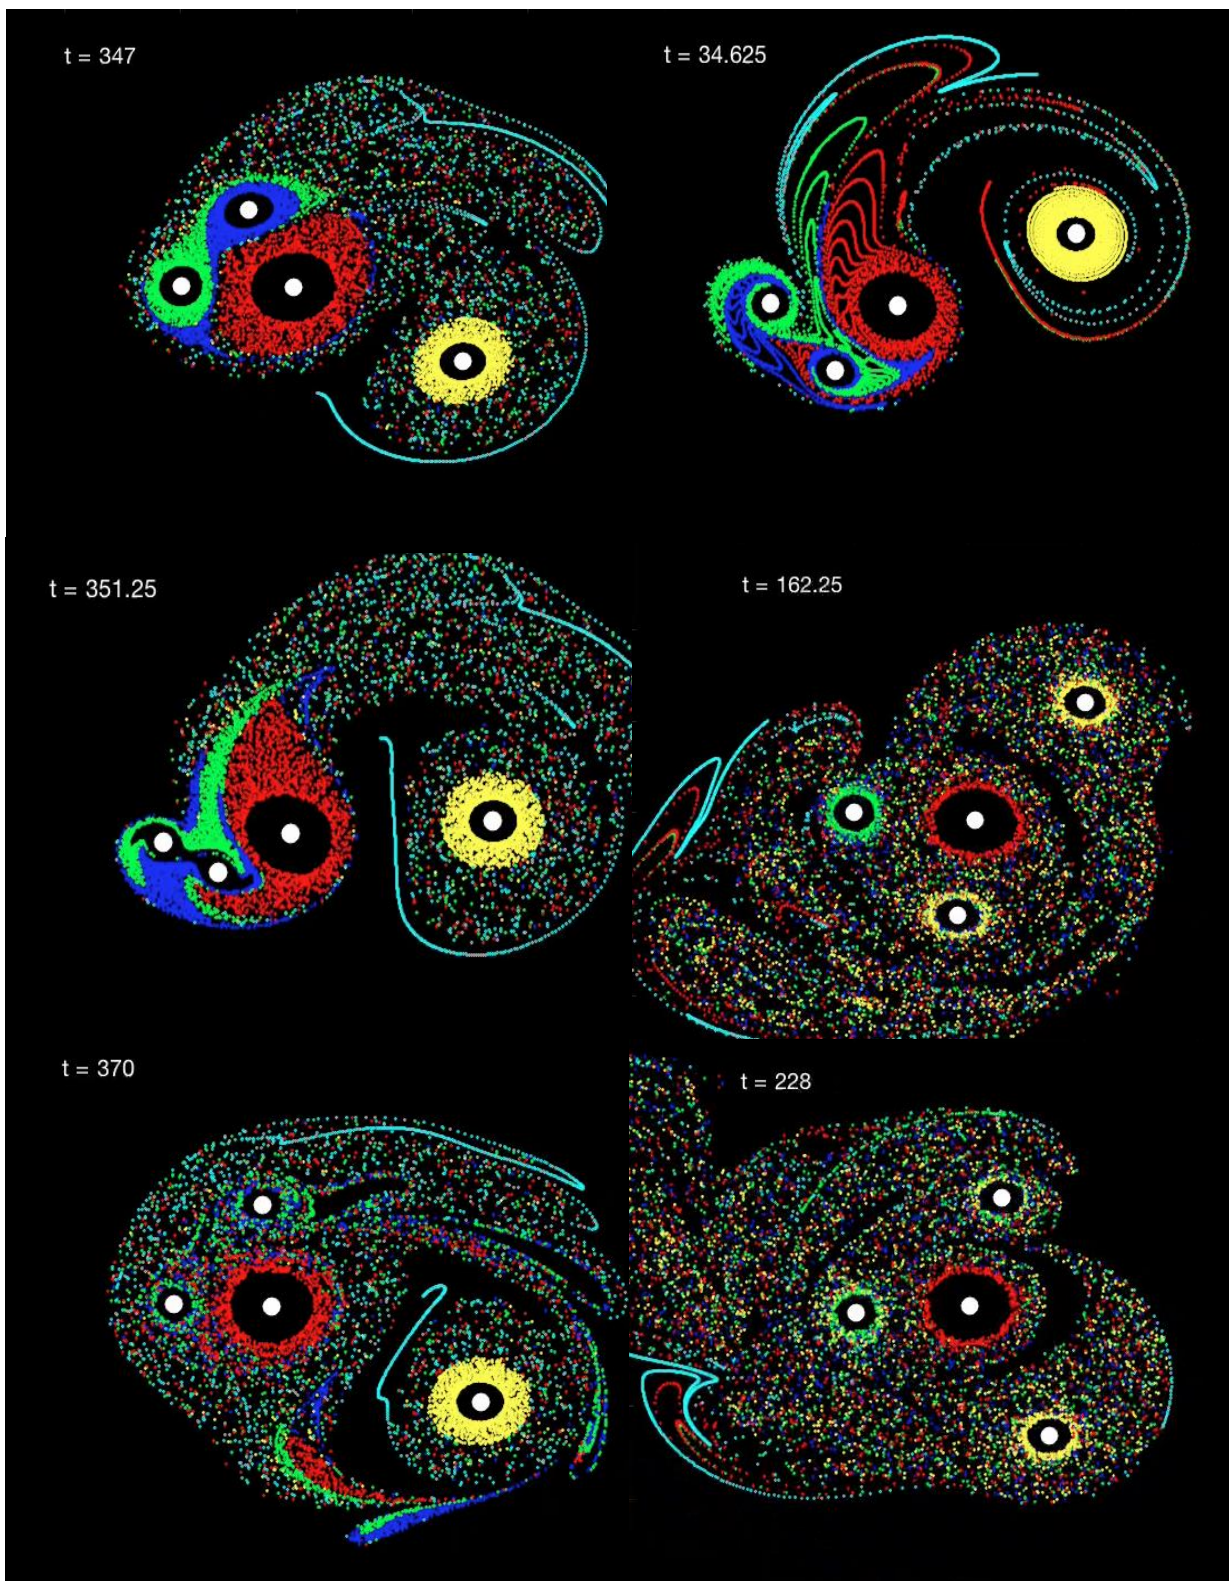 t = 347
t = 34.625
t = 351.25
t = 162.25
t = 370
t = 228